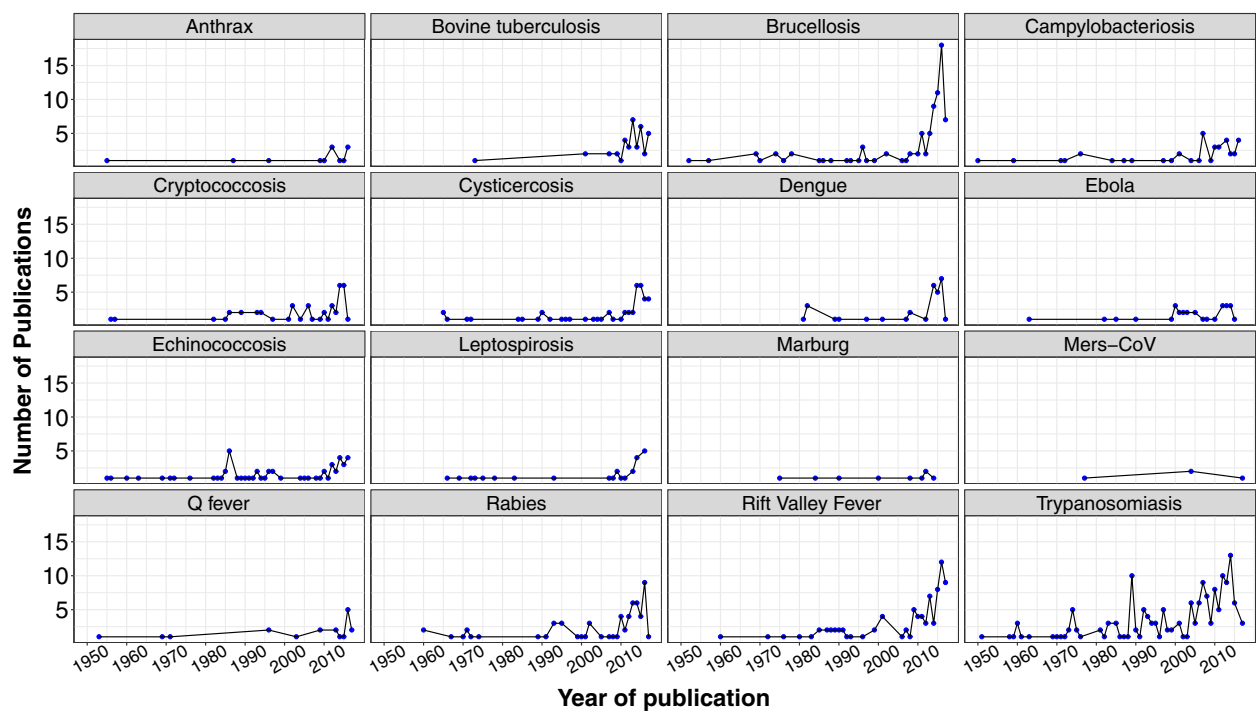 Anthrax Bovine tuberculosis Brucellosis Campylobacteriosis
15
10
5
Cryptococcosis Cysticercosis Dengue Ebola
15
10
5
Echinococcosis Leptospirosis Marburg Mers−CoV
15
10
5
Q fever Rabies Rift Valley Fever Trypanosomiasis
15
10
5
1950 1960 1970 1980 1990 2000 2010 1950 1960 1970 1980 1990 2000 2010 1950 1960 1970 1980 1990 2000 2010 1950 1960 1970 1980 1990 2000 2010
Number of Publications
Year of publication